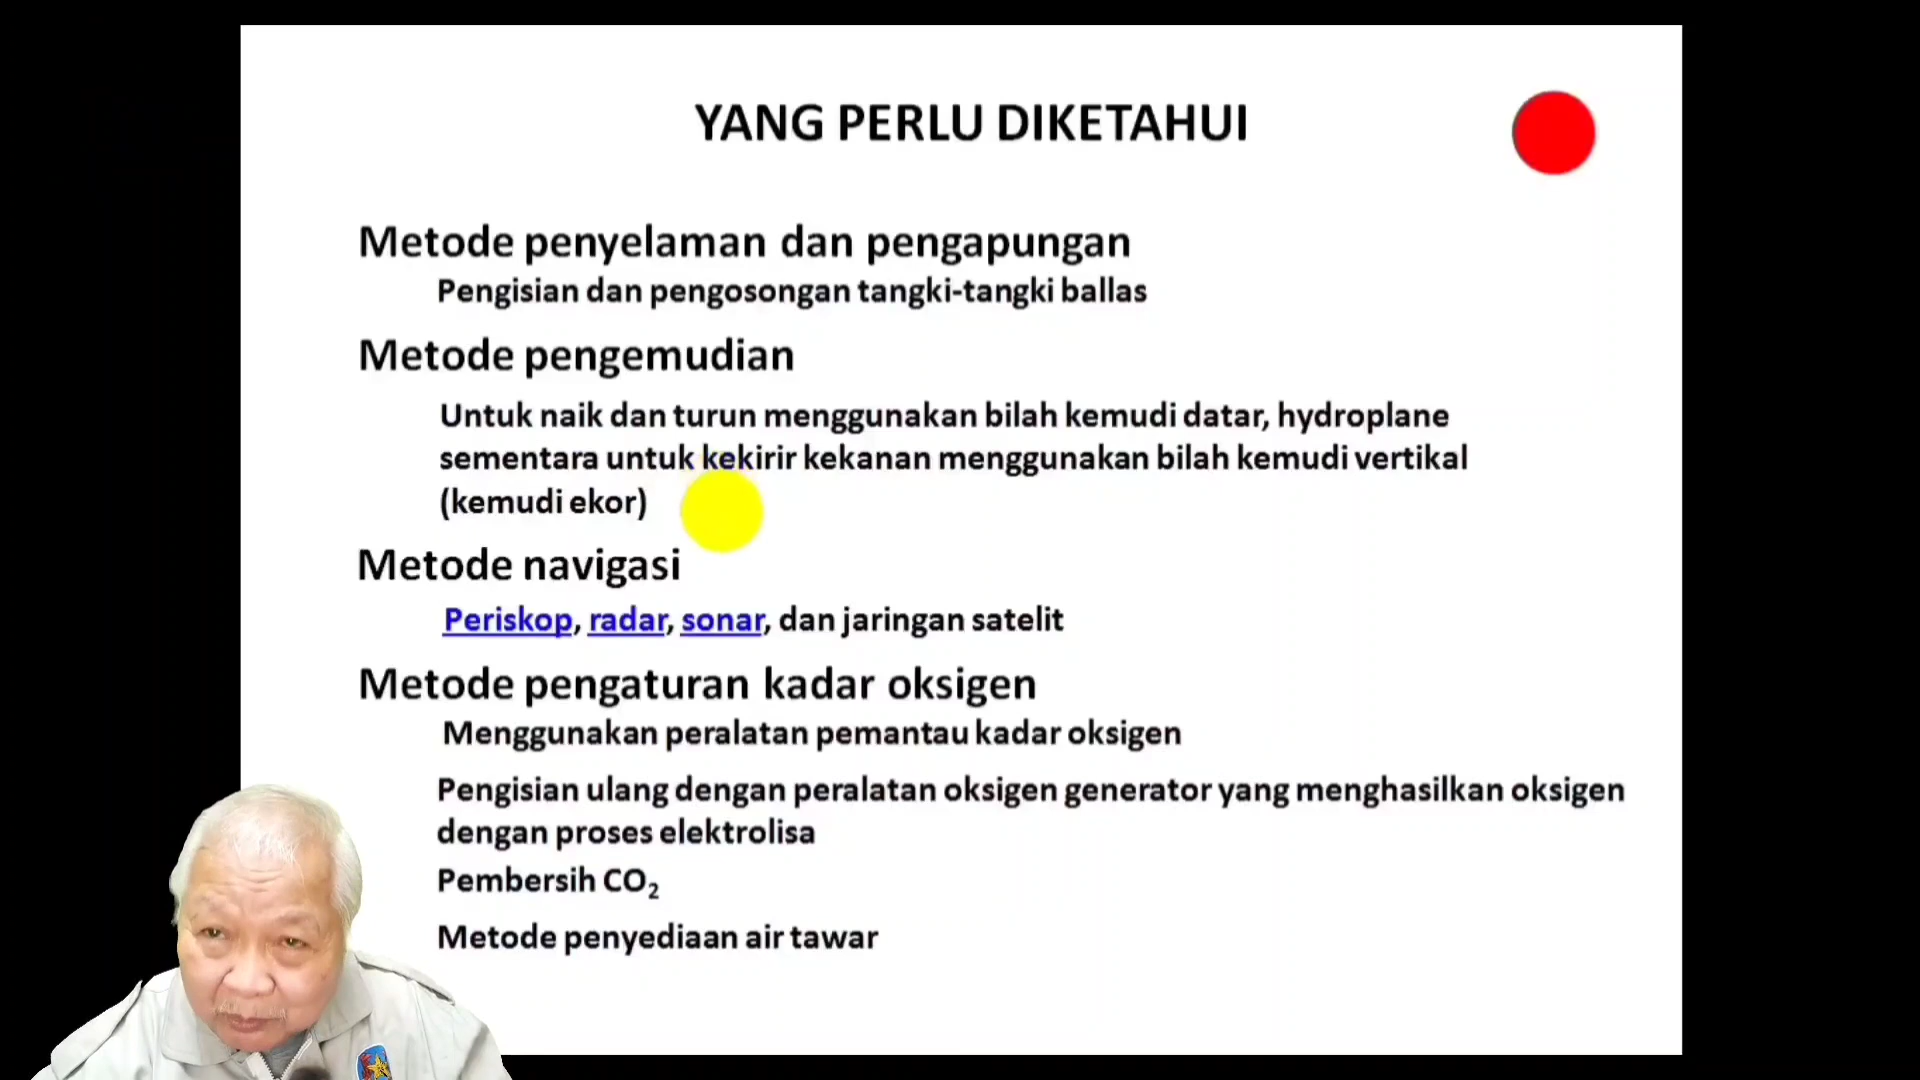 YANG PERLU DIKETAHUI
Metode penyelaman dan pengapungan
Pengisian dan pengosongan tangki-tangki ballas
Metode pengemudian
Untuk naik dan turun menggunakan bilah kemudi datar, hydroplane
sementara untuk kekirir kekanan menggunakan bilah kemudi vertikal
(kemudi ekor)
Metode navigasi
Periskop, radar, sonar, dan jaringan satelit
Metode pengaturan kadar oksigen
Menggunakan peralatan pemantau kadar oksigen
Pengisian ulang dengan peralatan oksigen generator yang menghasilkan oksigen
dengan proses elektrolisa
Pembersih CO₂
Metode penyediaan air tawar